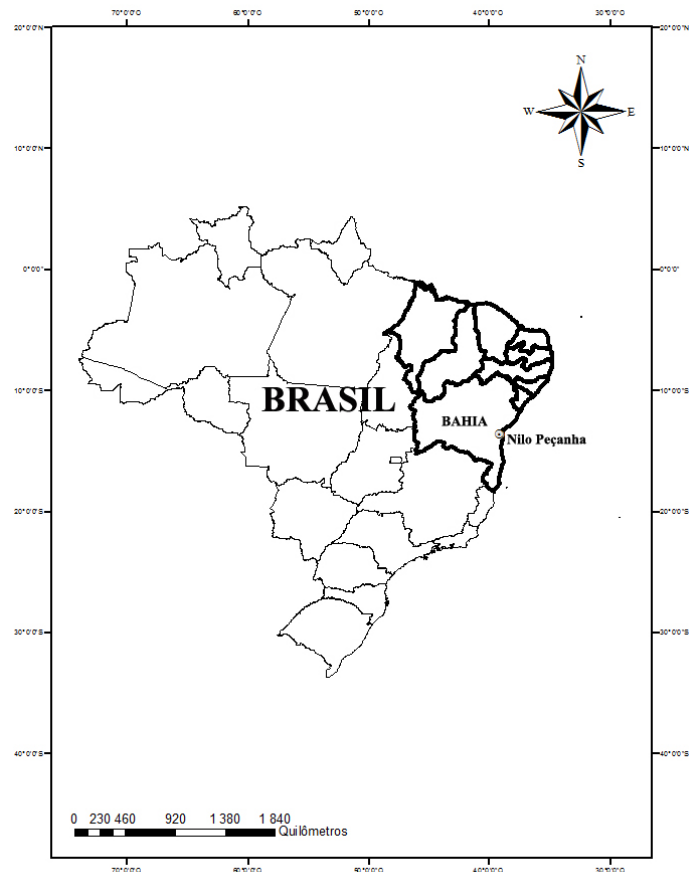 70°0'0"O 60°0'0"O 50°0'0"O 40°0'0"O 30°0'0"O
20°0'0"N 20°0'0"N
N
W E
S
10°0'0"N 10°0'0"N
0°0'0" 0°0'0"
10°0'0"S 10°0'0"S
BRASIL
BAHIA
Nilo Peçanha
20°0'0"S 20°0'0"S
30°0'0"S 30°0'0"S
40°0'0"S 40°0'0"S
0 230 460 920 1 380 1 840
Quilômetros
70°0'0"O 60°0'0"O 50°0'0"O 40°0'0"O 30°0'0"O